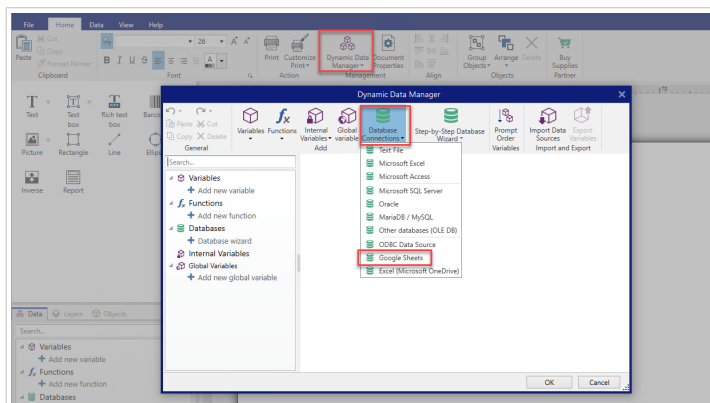 File Home Data View Help
Cut
Copy
Format Painter
Paste
26
B I U
Print Customize Print
Dynamic Data Manager
Document Properties
Group Objects
Arrange
Delete
Buy Supplies
Clipboard Font Action Management Align Objects Partner
Text Text box Rich text box
Picture Rectangle Line
Inverse Report
Dynamic Data Manager
Paste Cut
Copy Delete
Variables Functions
Internal Variables
Global variable
Database Connections
Step-by-Step Database Wizard
Prompt Order
Import Data Sources
Export Variables
General Add Variables Import and Export
Search...
Variables
Add new variable
Functions
Add new function
Databases
Database wizard
Internal Variables
Global Variables
Add new global variable
Text File
Microsoft Excel
Microsoft Access
Microsoft SQL Server
Oracle
MariaDB / MySQL
Other databases (OLE DB)
ODBC Data Source
Google Sheets
Excel (Microsoft OneDrive)
Data Layers Objects
Search...
Variables
Add new variable
Functions
Add new function
Databases
OK Cancel